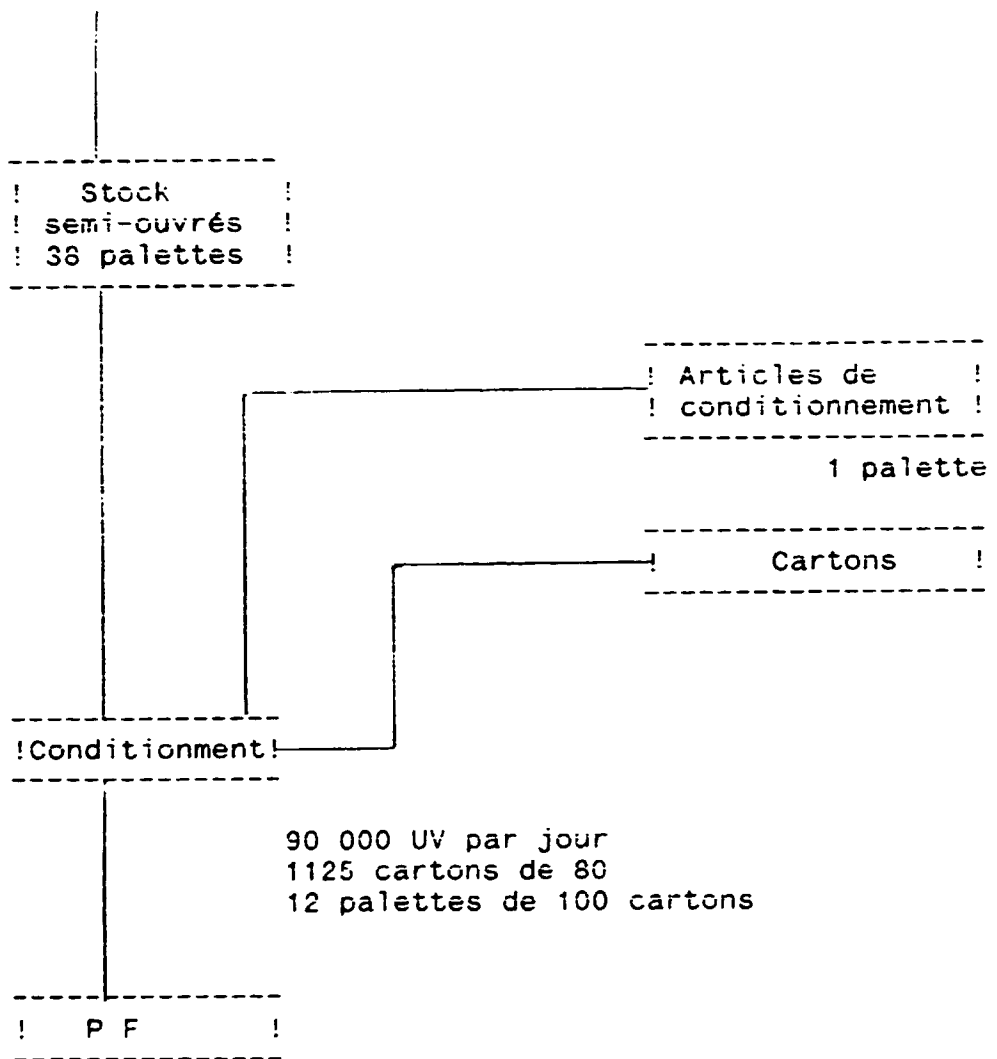 Stock
semi-ouvrés
38 palettes
Articles de
conditionnement
1 palette
Cartons
Conditionment
90 000 UV par jour
1125 cartons de 80
12 palettes de 100 cartons
P F